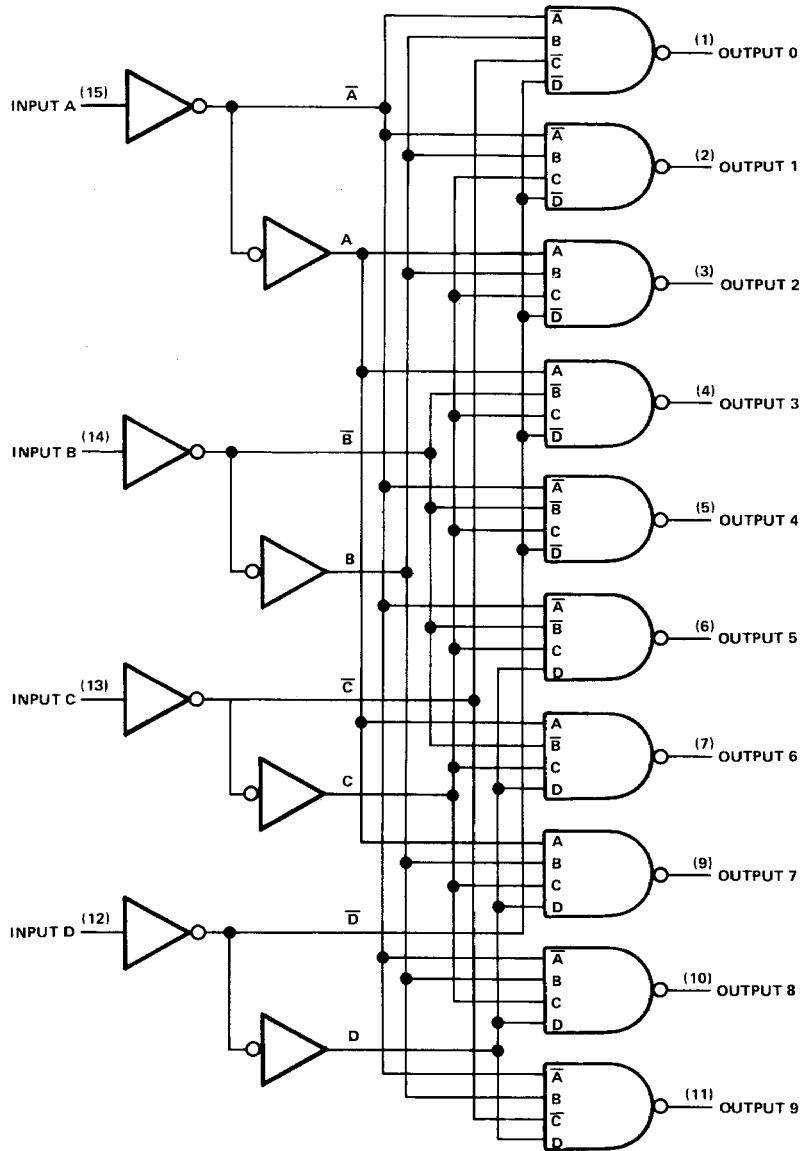 A̅
B
C̅
D̅
(1) OUTPUT 0
INPUT A (15)
A̅
A̅
B
C
D̅
(2) OUTPUT 1
A
A
B
C
D̅
(3) OUTPUT 2
A
B̅
C
D̅
(4) OUTPUT 3
INPUT B (14)
B̅
A̅
B̅
C
D̅
(5) OUTPUT 4
B
A̅
B̅
C
D
(6) OUTPUT 5
INPUT C (13)
C̅
A
B̅
C
D
(7) OUTPUT 6
C
A
B
C
D
(9) OUTPUT 7
INPUT D (12)
D̅
A̅
B
C
D
(10) OUTPUT 8
D
A̅
B
C̅
D
(11) OUTPUT 9